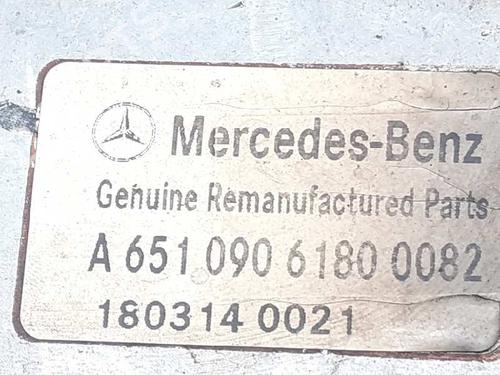 Mercedes-Benz
Genuine Remanufactured Parts
A 651 090 6180 0082
180314 0021